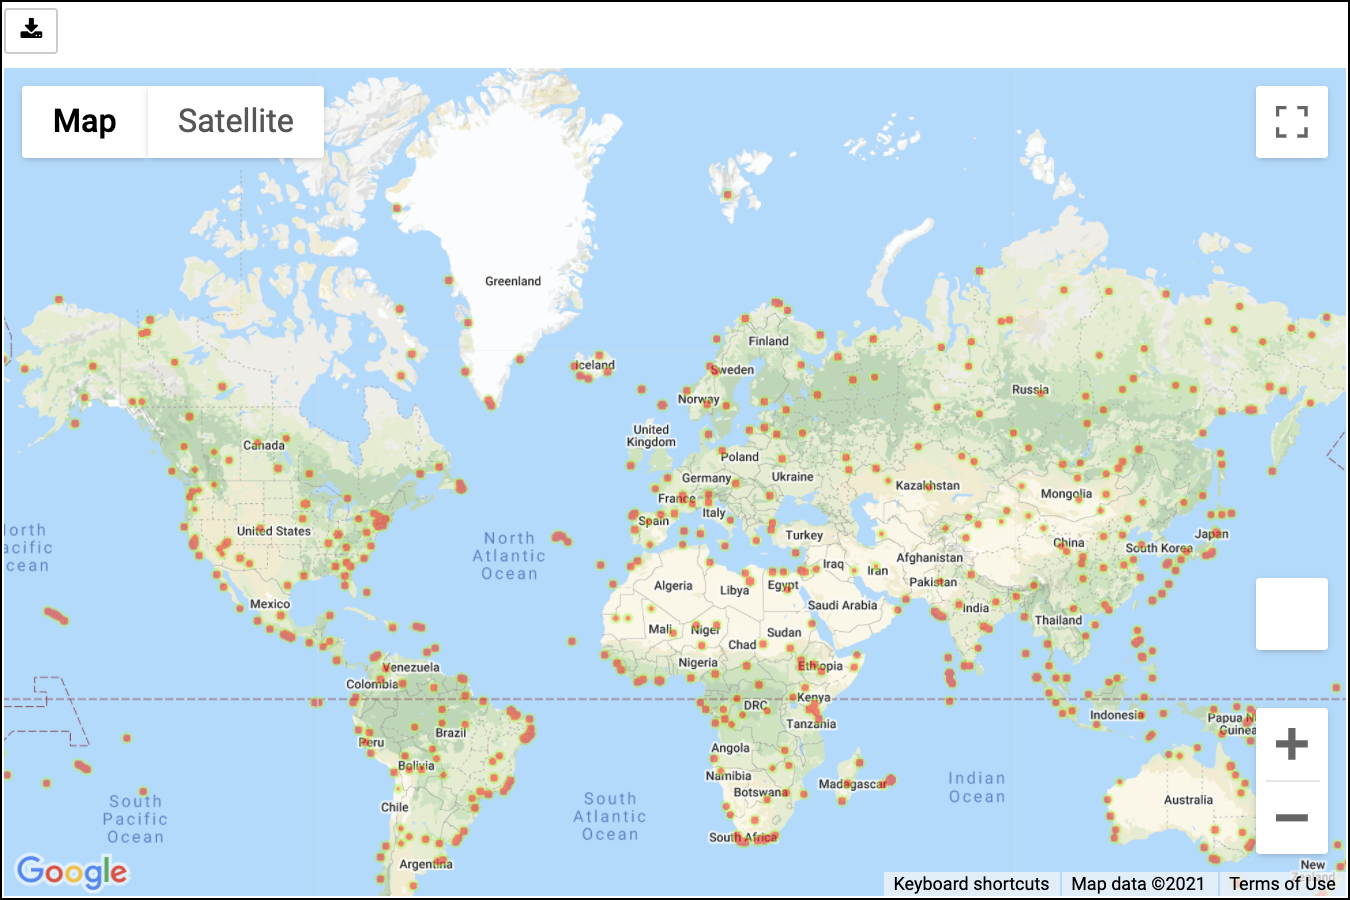 Map
Satellite
Greenland
Iceland
Finland
Sweden
Norway
Russia
United
Kingdom
Canada
Poland
Germany
Ukraine
Kazakhstan
Mongolia
France
Italy
Spain
United States
North
Atlantic
Ocean
Turkey
China
Japan
South Korea
Afghanistan
Iraq
Iran
Pakistan
Algeria
Libya
Egypt
Saudi Arabia
India
Thailand
Mexico
Mali
Niger
Chad
Sudan
Nigeria
Ethiopia
Venezuela
Colombia
Kenya
DRC
Tanzania
Indonesia
Papua N
Guinea
Peru
Brazil
Bolivia
Angola
Namibia
Botswana
Madagascar
Indian
Ocean
Australia
Chile
South
Pacific
Ocean
South
Atlantic
Ocean
South Africa
Argentina
New
Zealand
Google
Keyboard shortcuts
Map data ©2021
Terms of Use